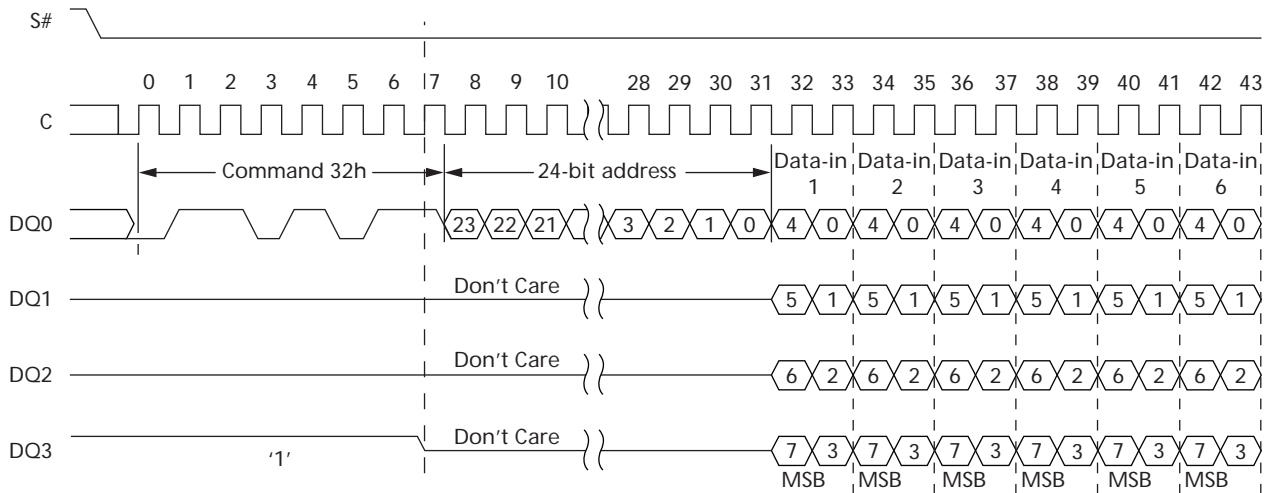 S#
0 1 2 3 4 5 6 7 8 9 10 28 29 30 31 32 33 34 35 36 37 38 39 40 41 42 43
C
Command 32h 24-bit address Data-in Data-in Data-in Data-in Data-in Data-in
1 2 3 4 5 6
DQ0 23 22 21 3 2 1 0 4 0 4 0 4 0 4 0 4 0 4 0
DQ1 Don't Care 5 1 5 1 5 1 5 1 5 1 5 1
DQ2 Don't Care 6 2 6 2 6 2 6 2 6 2 6 2
DQ3 '1' Don't Care 7 3 7 3 7 3 7 3 7 3 7 3
MSB MSB MSB MSB MSB MSB